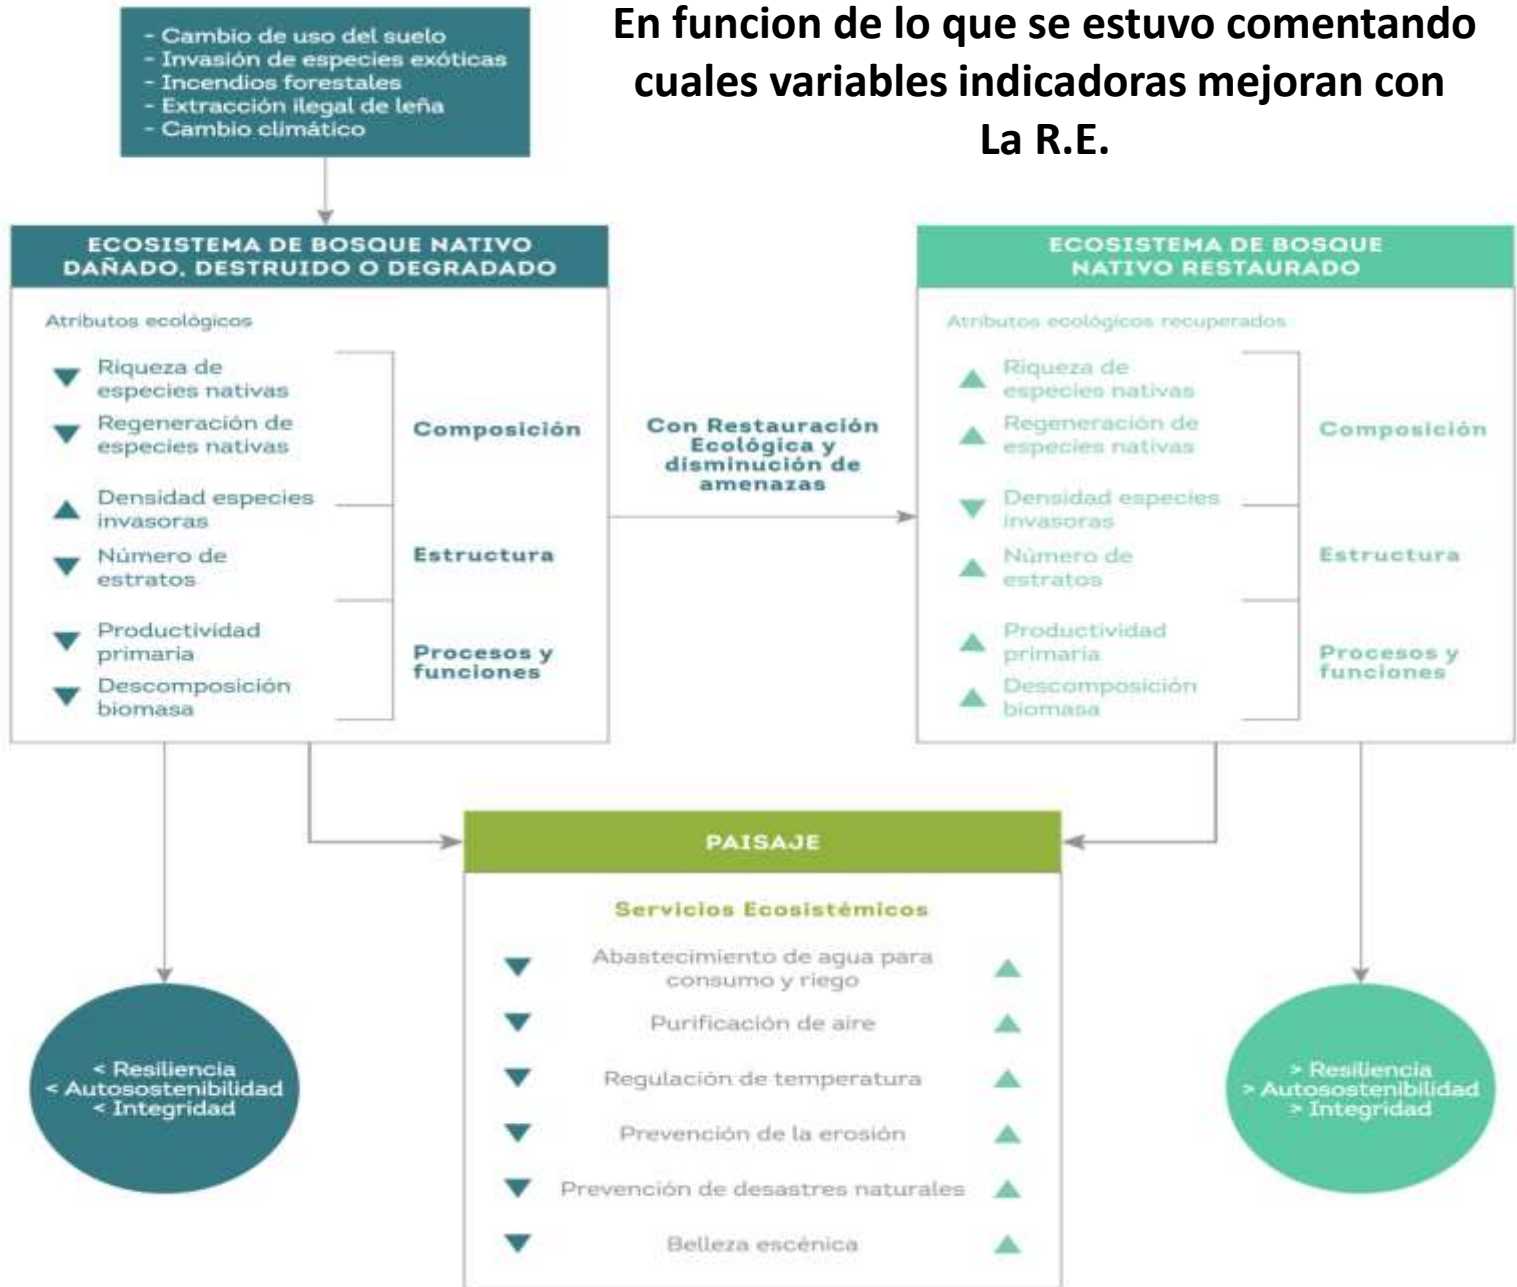 En funcion de lo que se estuvo comentando
cuales variables indicadoras mejoran con
La R.E.
- Cambio de uso del suelo
- Invasión de especies exóticas
- Incendios forestales
- Extracción ilegal de leña
- Cambio climático
ECOSISTEMA DE BOSQUE NATIVO
DAÑADO, DESTRUIDO O DEGRADADO
Atributos ecológicos
▼ Riqueza de
especies nativas
▼ Regeneración de
especies nativas
Composición
▲ Densidad especies
invasoras
▼ Número de
estratos
Estructura
▼ Productividad
primaria
▼ Descomposición
biomasa
Procesos y
funciones
Con Restauración
Ecológica y
disminución de
amenazas
ECOSISTEMA DE BOSQUE
NATIVO RESTAURADO
Atributos ecológicos recuperados
▲ Riqueza de
especies nativas
▲ Regeneración de
especies nativas
Composición
▼ Densidad especies
invasoras
▲ Número de
estratos
Estructura
▲ Productividad
primaria
▲ Descomposición
biomasa
Procesos y
funciones
PAISAJE
Servicios Ecosistémicos
▼ Abastecimiento de agua para ▲
consumo y riego
▼ Purificación de aire ▲
▼ Regulación de temperatura ▲
▼ Prevención de la erosión ▲
▼ Prevención de desastres naturales ▲
▼ Belleza escénica ▲
< Resiliencia
< Autosostenibilidad
< Integridad
> Resiliencia
> Autosostenibilidad
> Integridad